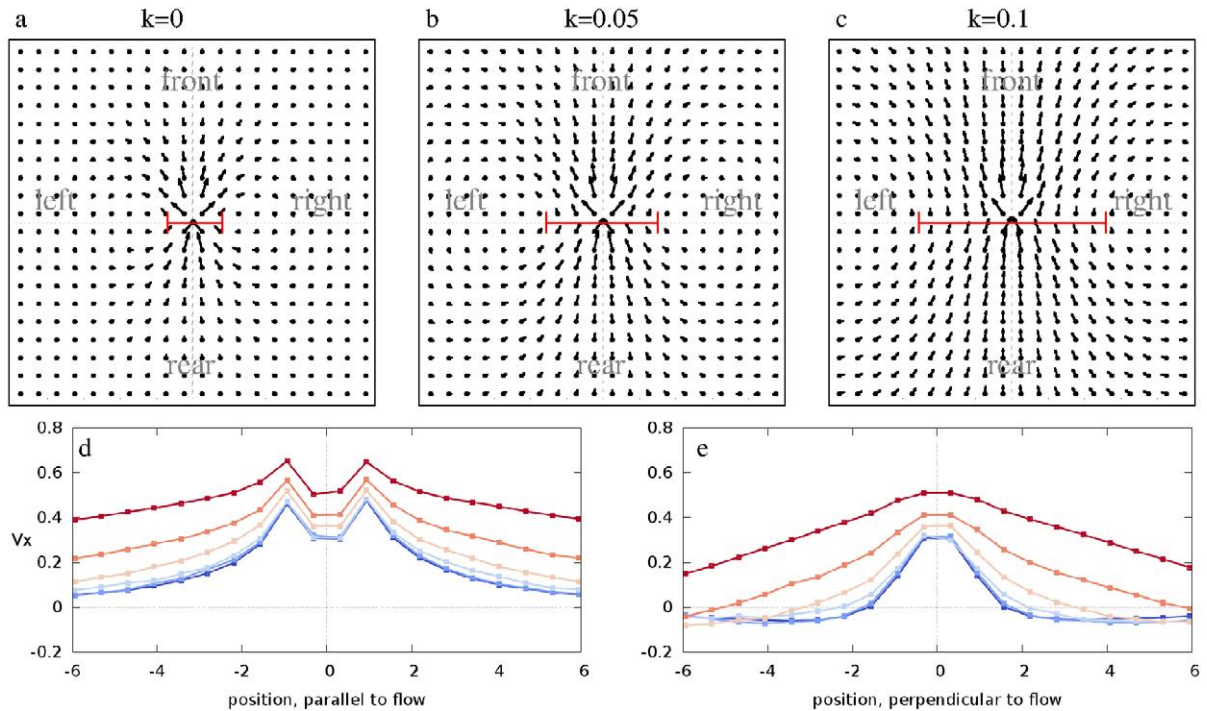 a k=0 b k=0.05 c k=0.1
front front front
left right left right left right
rear rear rear
0.8 d 0.8 e
0.6 0.6
0.4 0.4
Vx
0.2 0.2
0 0
-0.2 -0.2
-6 -4 -2 0 2 4 6 -6 -4 -2 0 2 4 6
position, parallel to flow position, perpendicular to flow